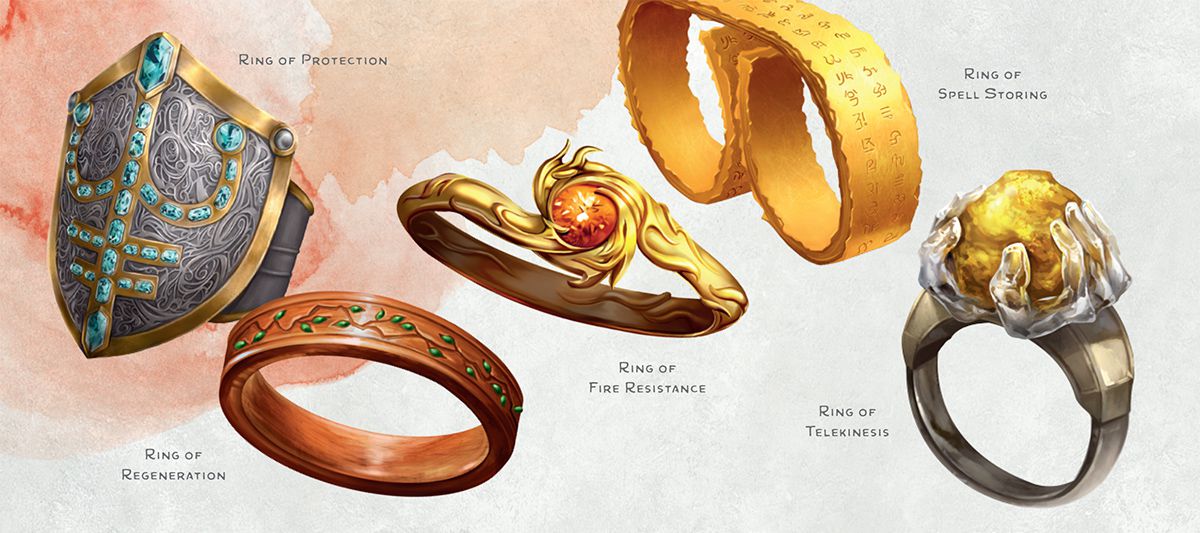 Ring of Protection
Ring of
Spell Storing
Ring of
Fire Resistance
Ring of
Telekinesis
Ring of
Regeneration